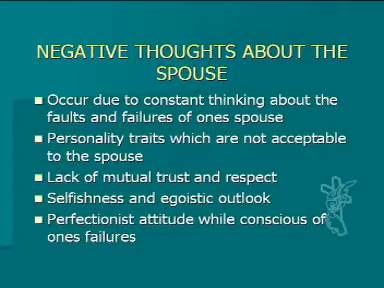 NEGATIVE THOUGHTS ABOUT THE
SPOUSE
Occur due to constant thinking about the
faults and failures of ones spouse
Personality traits which are not acceptable
to the spouse
Lack of mutual trust and respect
Selfishness and egoistic outlook
Perfectionist attitude while conscious of
ones failures